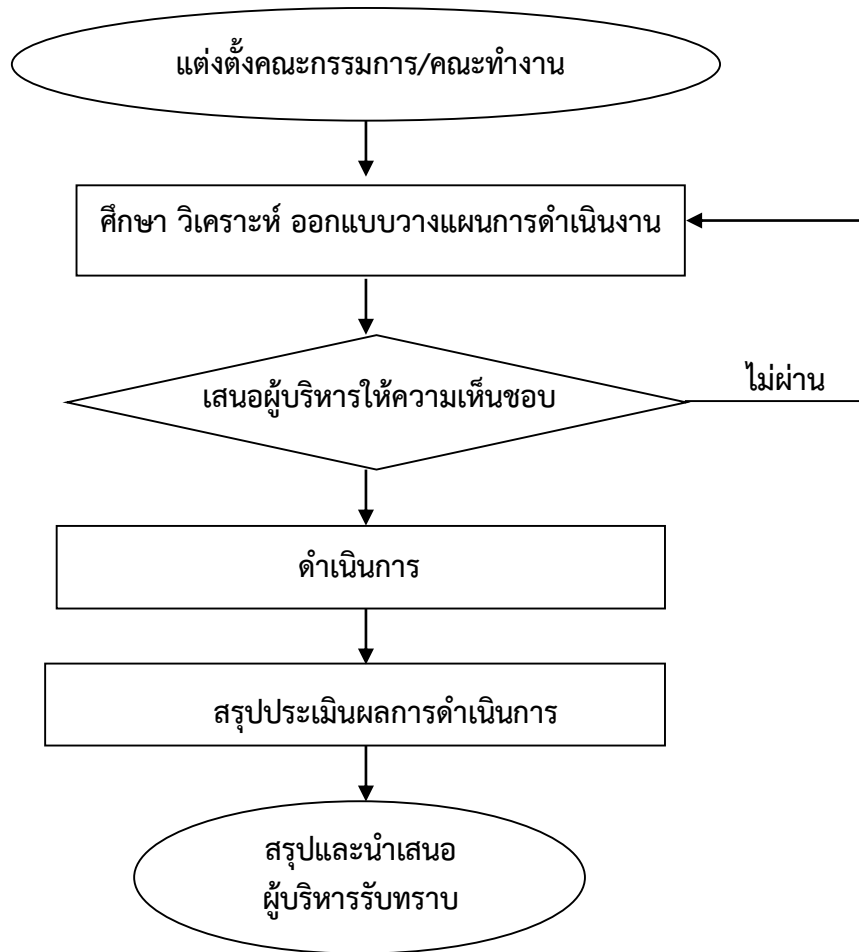 แต่งตั้งคณะกรรมการ/คณะทำงาน
ศึกษา วิเคราะห์ ออกแบบวางแผนการดำเนินงาน
เสนอผู้บริหารให้ความเห็นชอบ
ไม่ผ่าน
ดำเนินการ
สรุปประเมินผลการดำเนินการ
สรุปและนำเสนอ
ผู้บริหารรับทราบ